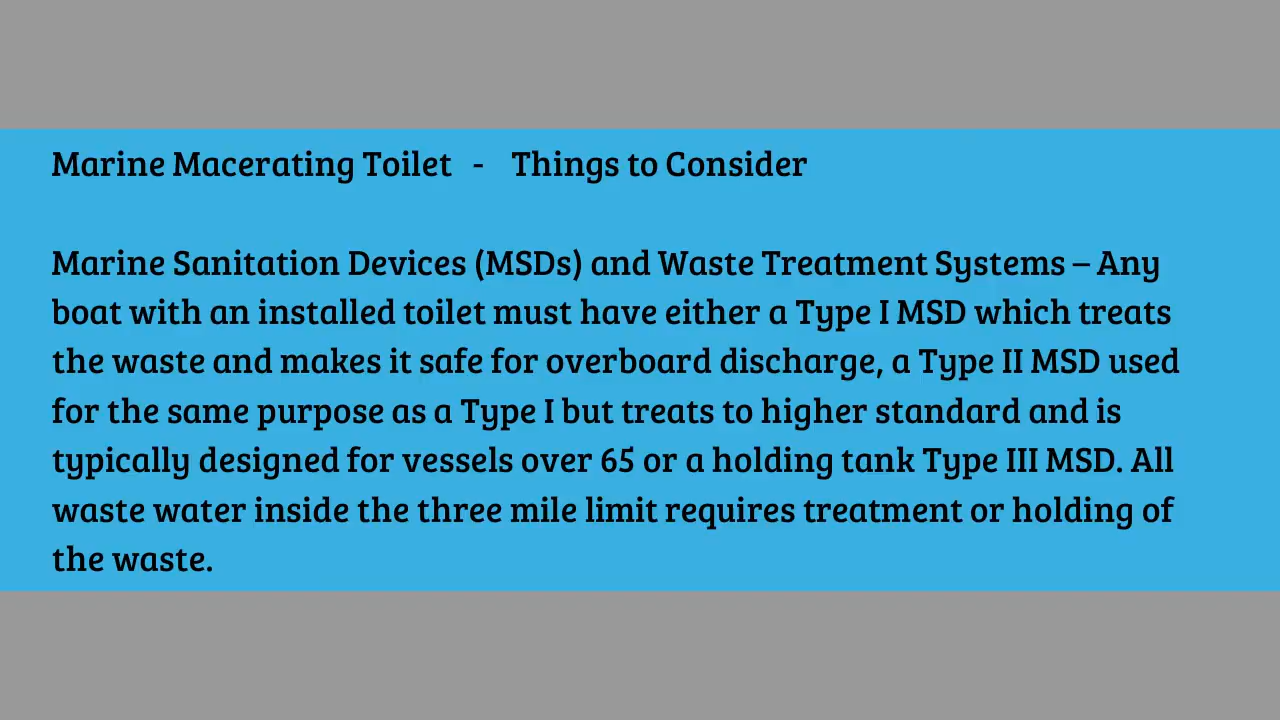 Marine Macerating Toilet - Things to Consider
Marine Sanitation Devices (MSDs) and Waste Treatment Systems – Any
boat with an installed toilet must have either a Type I MSD which treats
the waste and makes it safe for overboard discharge, a Type II MSD used
for the same purpose as a Type I but treats to higher standard and is
typically designed for vessels over 65 or a holding tank Type III MSD. All
waste water inside the three mile limit requires treatment or holding of
the waste.